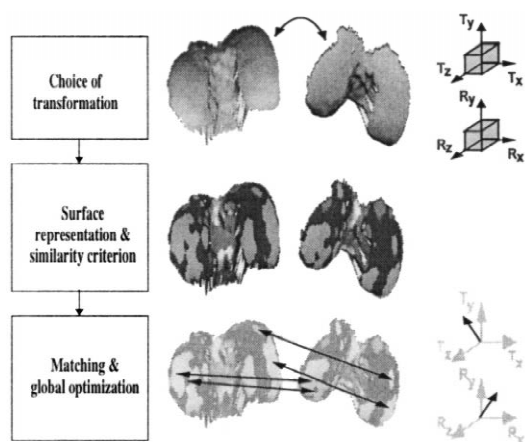 Choice of
transformation
Ty
Tz
Tx
Ry
Rz
Rx
Surface
representation &
similarity criterion
Matching &
global optimization
Ty
Tz
Tx
Ry
Rz
Rx